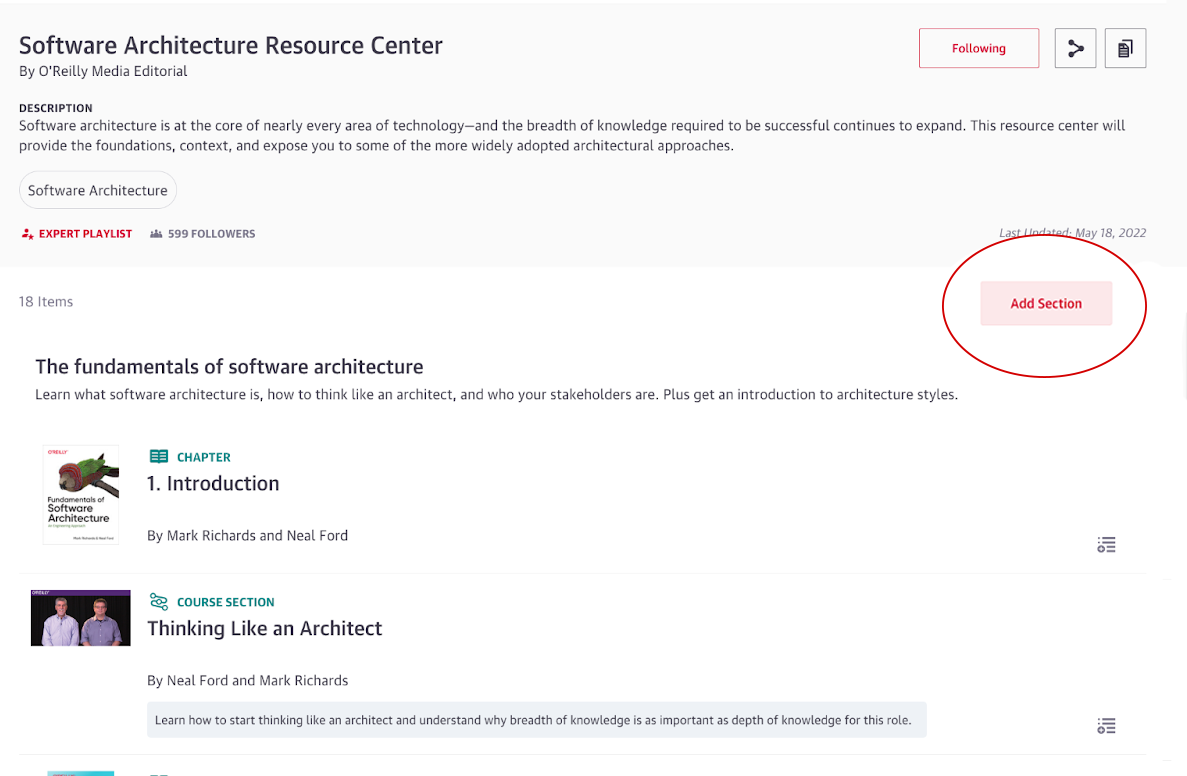 Software Architecture Resource Center
Following
By O'Reilly Media Editorial
DESCRIPTION
Software architecture is at the core of nearly every area of technology—and the breadth of knowledge required to be successful continues to expand. This resource center will
provide the foundations, context, and expose you to some of the more widely adopted architectural approaches.
Software Architecture
EXPERT PLAYLIST
599 FOLLOWERS
Last Updated: May 18, 2022
18 Items
Add Section
The fundamentals of software architecture
Learn what software architecture is, how to think like an architect, and who your stakeholders are. Plus get an introduction to architecture styles.
O'REILLY
Fundamentals of
Software
Architecture
An Engineering Approach
Mark Richards & Neal Ford
CHAPTER
1. Introduction
By Mark Richards and Neal Ford
O'REILLY
COURSE SECTION
Thinking Like an Architect
By Neal Ford and Mark Richards
Learn how to start thinking like an architect and understand why breadth of knowledge is as important as depth of knowledge for this role.